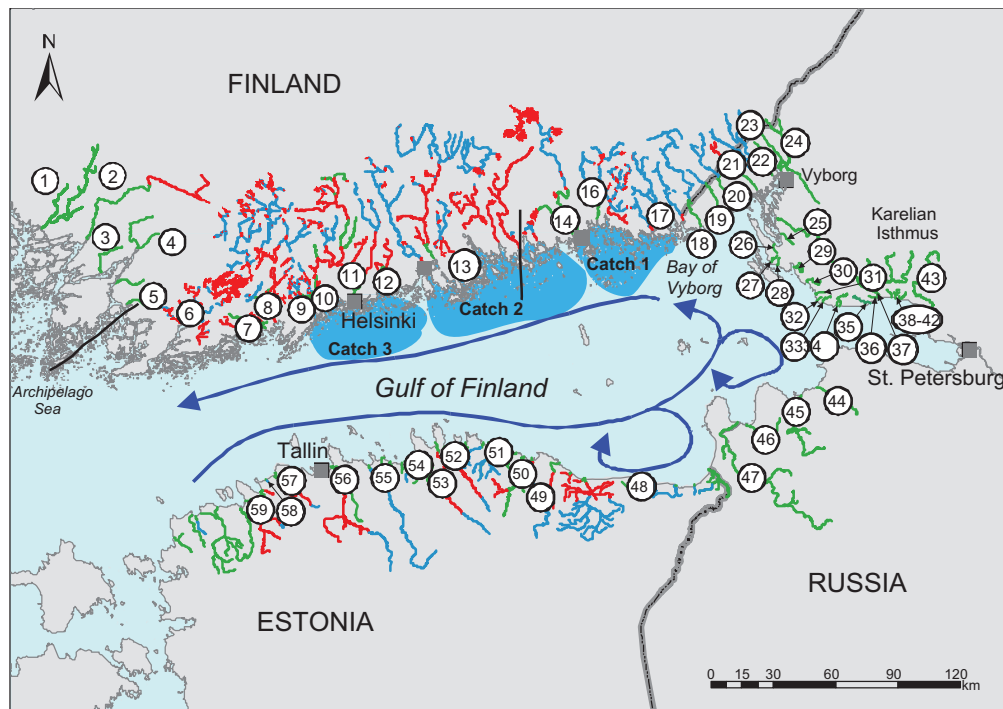 N
FINLAND
23
24
1
2
21
22
Vyborg
16
20
25
Karelian
Isthmus
3
4
14
17
19
18
26
29
Catch 1
Bay of
Vyborg
30
31
43
13
11
12
27
28
5
6
10
9
8
7
Helsinki
Catch 2
32
35
38-42
3334
36
37
Catch 3
St. Petersburg
Archipelago
Sea
Gulf of Finland
44
45
46
Tallin
51
52
54
50
47
57
56
55
53
49
48
59
58
RUSSIA
ESTONIA
0 15 30 60 90 120
km